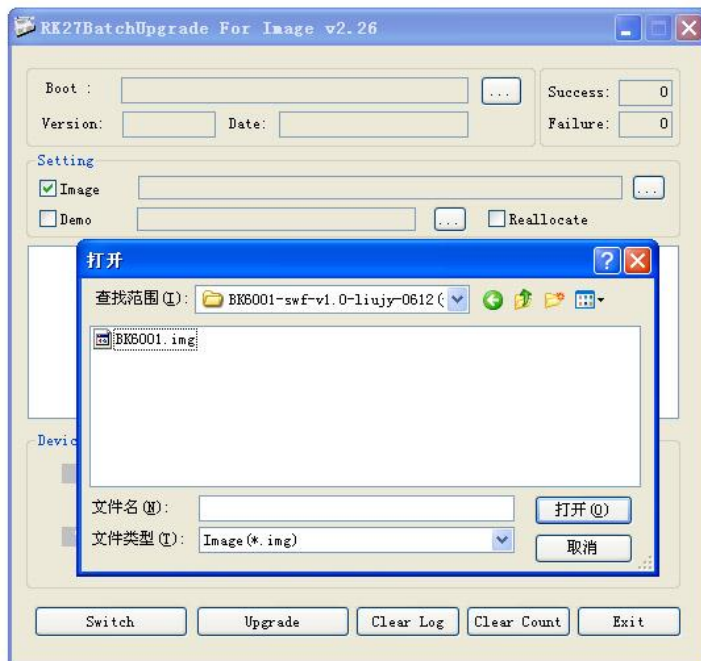 RK27BatchUpgrade For Image v2.26
Boot : ... Success: 0
Version: Date: Failure: 0
Setting
Image ...
Demo ... Reallocate
打开
查找范围(I): BK6001-swf-v1.0-liujy-0612(
BK6001.img
Devic
文件名(N): 打开(O)
文件类型(T): Image(*.img) 取消
Switch Upgrade Clear Log Clear Count Exit